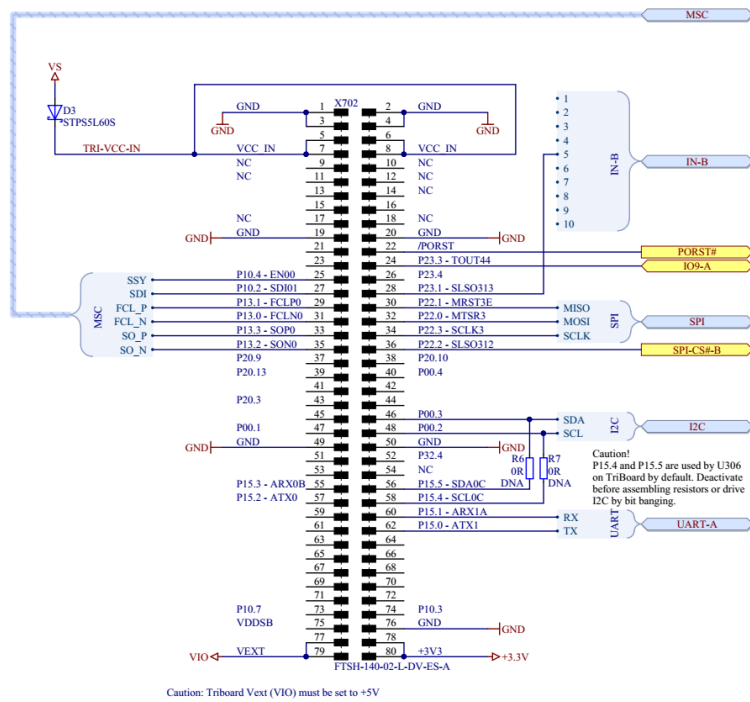 MSC
VS
D3
STPS5L60S
TRI-VCC-IN
X702
GND 1 2 GND
GND 3 4 GND
5 6
VCC_IN 7 8 VCC_IN
NC 9 10 NC
NC 11 12 NC
13 14 NC
15 16
NC 17 18 NC
GND GND 19 20 GND GND
21 22 /PORST PORST#
23 24 P23.3 - TOUT44 IO9-A
SSY P10.4 - EN00 25 26 P23.4
SDI P10.2 - SDI01 27 28 P23.1 - SLSO313
FCL_P P13.1 - FCLP0 29 30 P22.1 - MRST3E MISO
FCL_N P13.0 - FCLN0 31 32 P22.0 - MTSR3 MOSI
SO_P P13.3 - SOP0 33 34 P22.3 - SCLK3 SCLK
SO_N P13.2 - SON0 35 36 P22.2 - SLSO312 SPI-CS#-B
MSC
SPI SPI
P20.9 37 38 P20.10
P20.13 39 40 P00.4
41 42
P20.3 43 44
45 46 P00.3 SDA
P00.1 47 48 P00.2 SCL
I2C I2C
GND GND 49 50 GND GND
51 52 P32.4
53 54 NC
P15.3 - ARX0B 55 56 P15.5 - SDA0C
P15.2 - ATX0 57 58 P15.4 - SCL0C
59 60 P15.1 - ARX1A RX
61 62 P15.0 - ATX1 TX
UART UART-A
63 64
65 66
67 68
69 70
71 72
P10.7 73 74 P10.3
VDDSB 75 76 GND GND
77 78
VIO VEXT 79 80 +3V3 +3.3V
FTSH-140-02-L-DV-ES-A
1
2
3
4
5
6
7
8
9
10
IN-B IN-B
R6 R7
0R 0R
DNA DNA
Caution!
P15.4 and P15.5 are used by U306
on TriBoard by default. Deactivate
before assembling resistors or drive
I2C by bit banging.
Caution: Triboard Vext (VIO) must be set to +5V